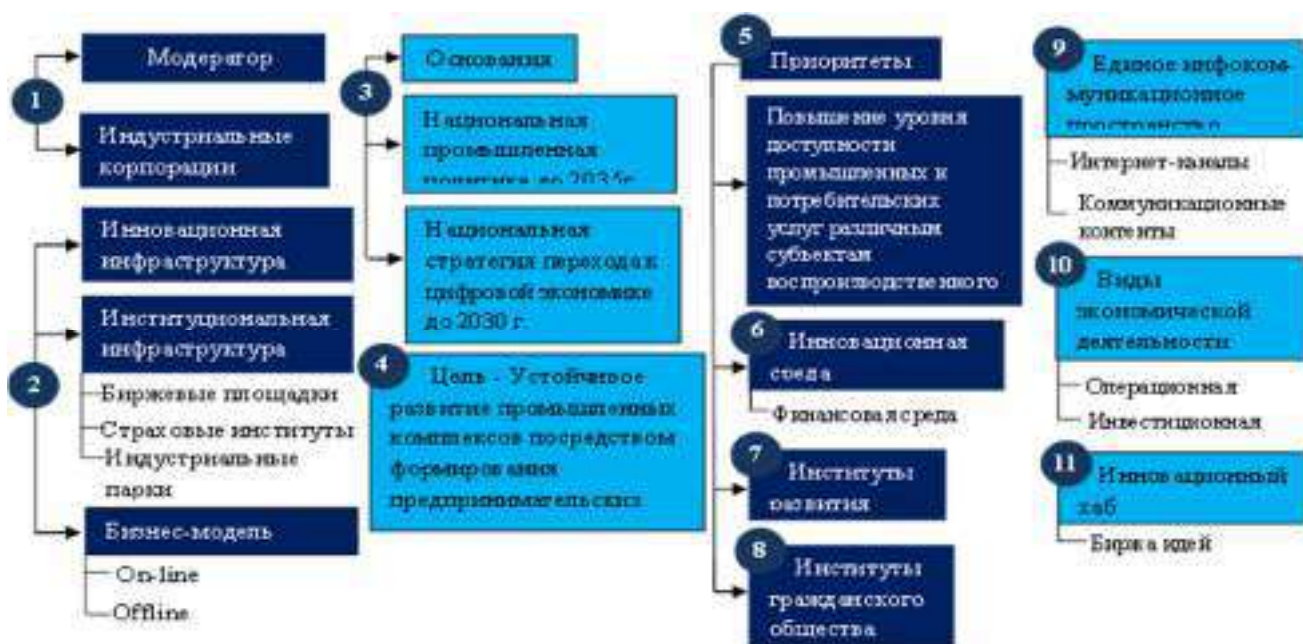 1
Модератор
Индустриальные
корпорации
2
Инновационная
инфраструктура
Институциональная
инфраструктура
Биржевые площадки
Страховые институты
Индустриальные
парки
Бизнес-модель
On-line
Offline
3
Основания
Национальная
промышленная
политика до 2035г.
Национальная
стратегия перехода к
цифровой экономике
до 2030 г.
4
Цель - Устойчивое
развитие промышленных
комплексов посредством
формирования
предпринимательских
5
Приоритеты
Повышение уровня
доступности
промышленных и
потребительских
услуг различным
субъектам
воспроизводственного
6
Инновационная
среда
Финансовая среда
7
Институты
развития
8
Институты
гражданского
общества
9
Единое инфоком-
муникационное
пространство
Интернет-каналы
Коммуникационные
контенты
10
Виды
экономической
деятельности
Операционная
Инвестиционная
11
Инновационный
хаб
Биржа идей